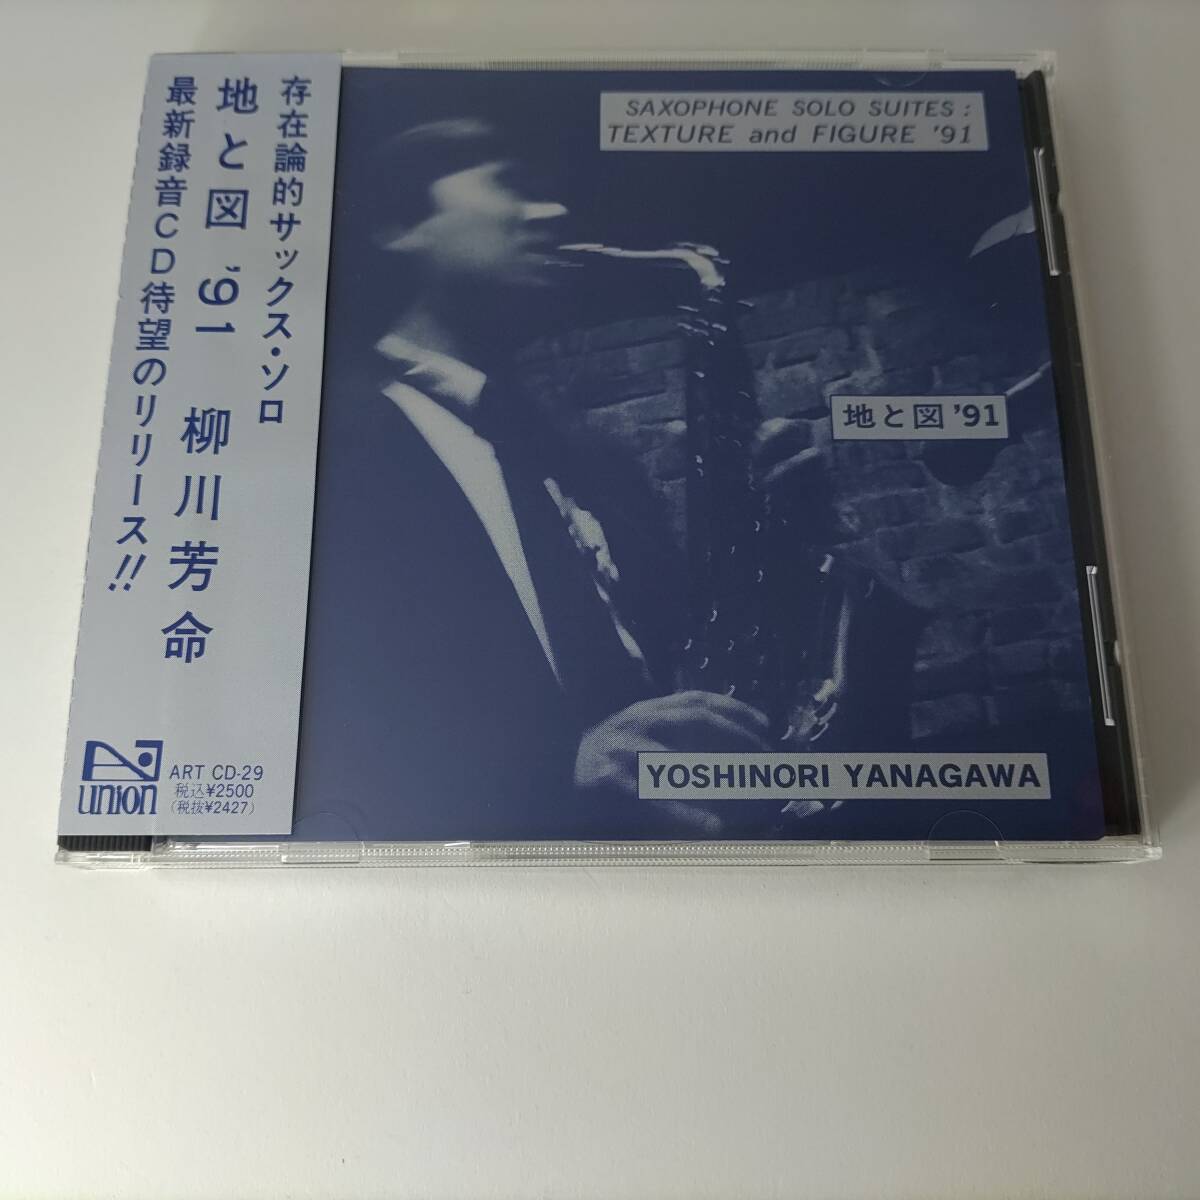 存在論的サックス・ソロ
地と図 '91 柳川芳命
最新録音CD待望のリリース!!
union
ART CD-29
税込¥2500
(税抜¥2427)
SAXOPHONE SOLO SUITES :
TEXTURE and FIGURE '91
地と図 '91
YOSHINORI YANAGAWA